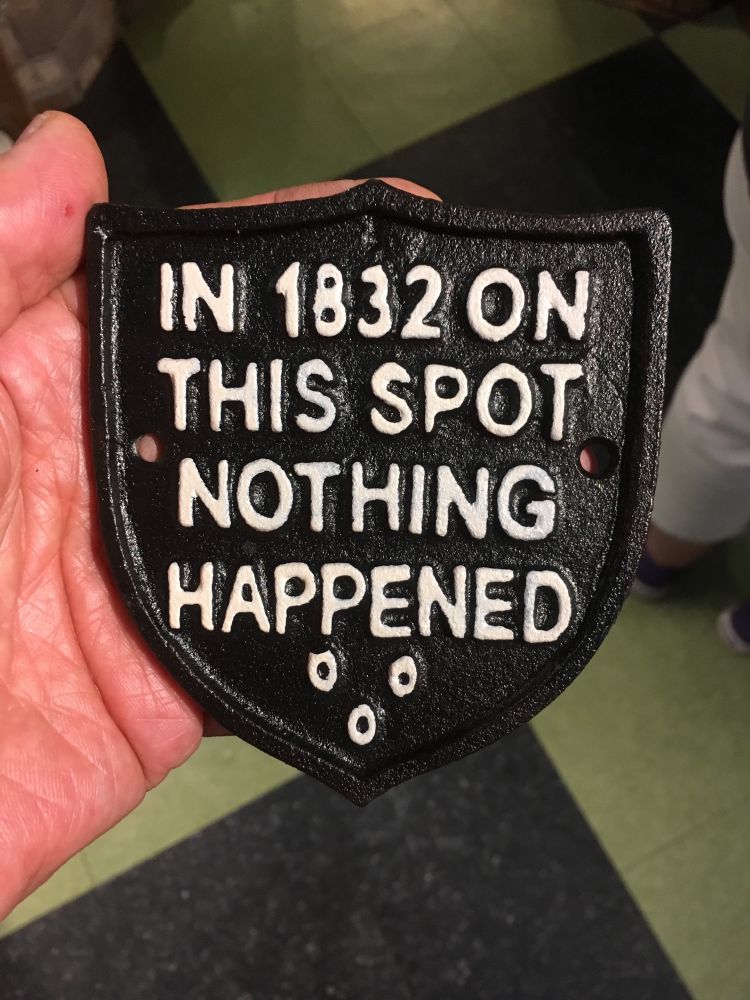 IN 1832 ON
THIS SPOT
NOTHING
HAPPENED